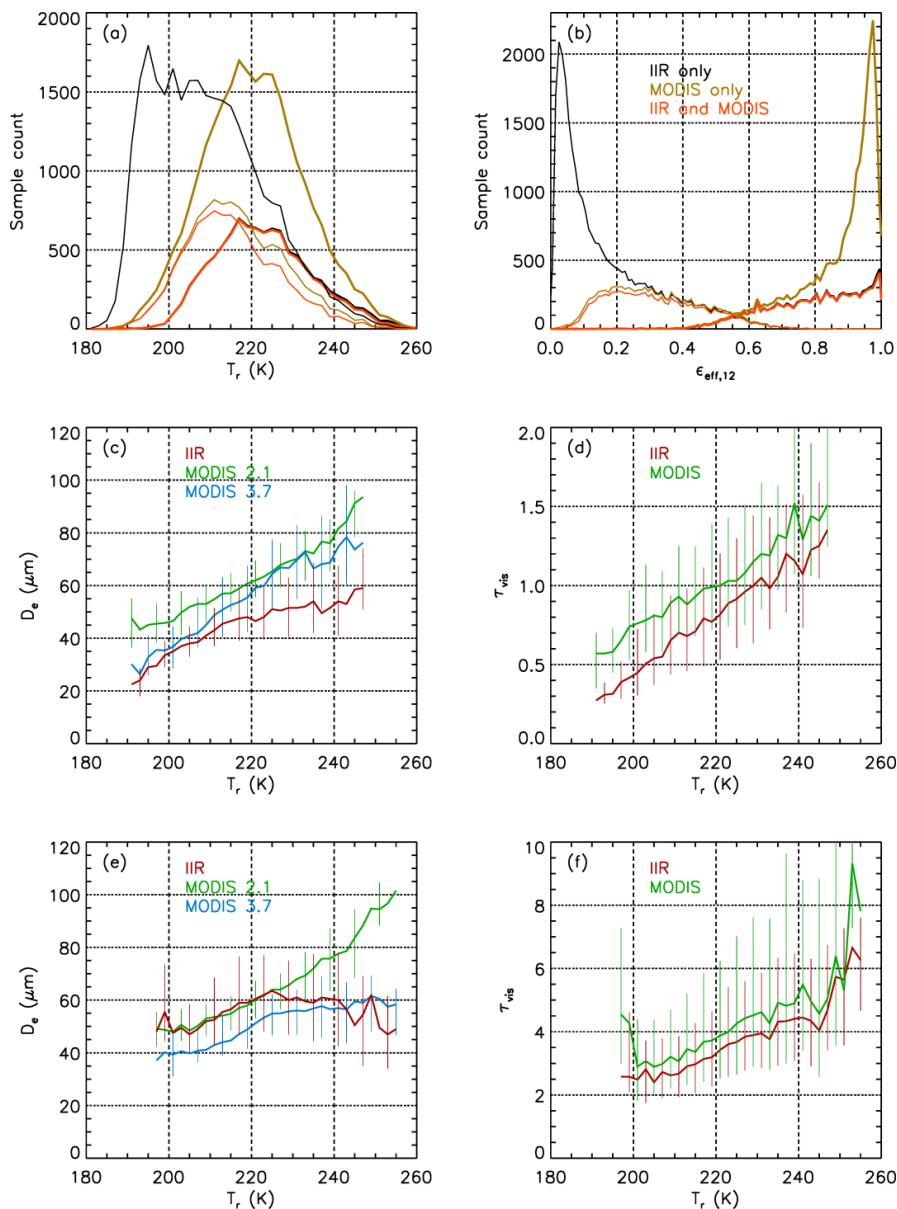 (a)
2000
1500
1000
500
0
Sample count
180 200 220 240 260
T_r (K)
(b)
IIR only
MODIS only
IIR and MODIS
2000
1500
1000
500
0
Sample count
0.0 0.2 0.4 0.6 0.8 1.0
ϵ_eff,12
(c)
IIR
MODIS 2.1
MODIS 3.7
120
100
80
60
40
20
0
D_e (μm)
180 200 220 240 260
T_r (K)
(d)
IIR
MODIS
2.0
1.5
1.0
0.5
0.0
τ_vis
180 200 220 240 260
T_r (K)
(e)
IIR
MODIS 2.1
MODIS 3.7
120
100
80
60
40
20
0
D_e (μm)
180 200 220 240 260
T_r (K)
(f)
IIR
MODIS
10
8
6
4
2
0
τ_vis
180 200 220 240 260
T_r (K)